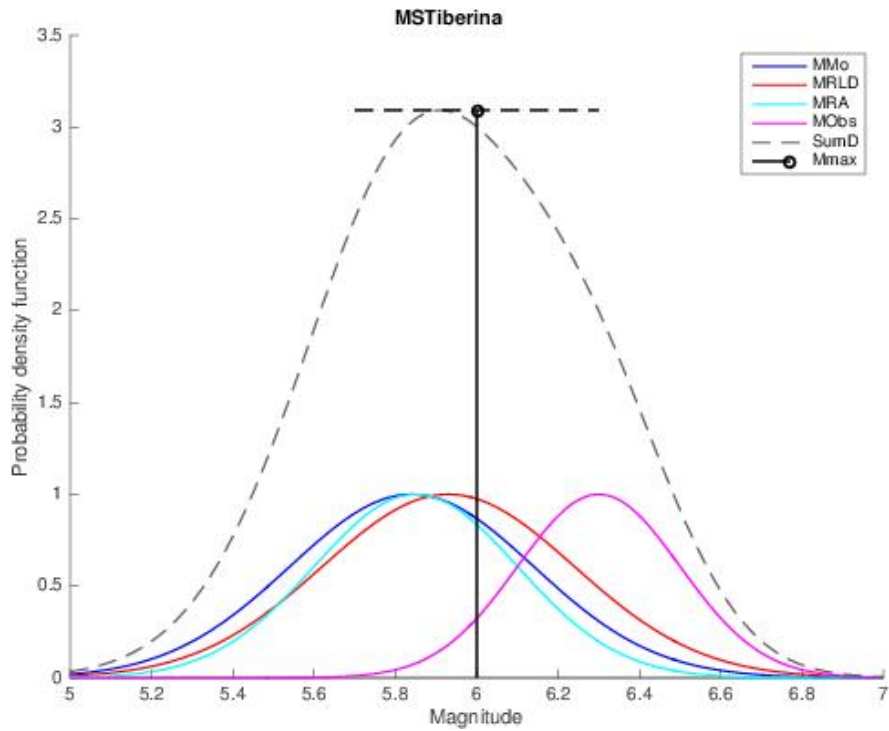 MSTiberina
3.5
3
2.5
2
1.5
1
0.5
0
Probability density function
5 5.2 5.4 5.6 5.8 6 6.2 6.4 6.6 6.8 7
Magnitude
MMo
MRLD
MRA
MObs
SumD
Mmax